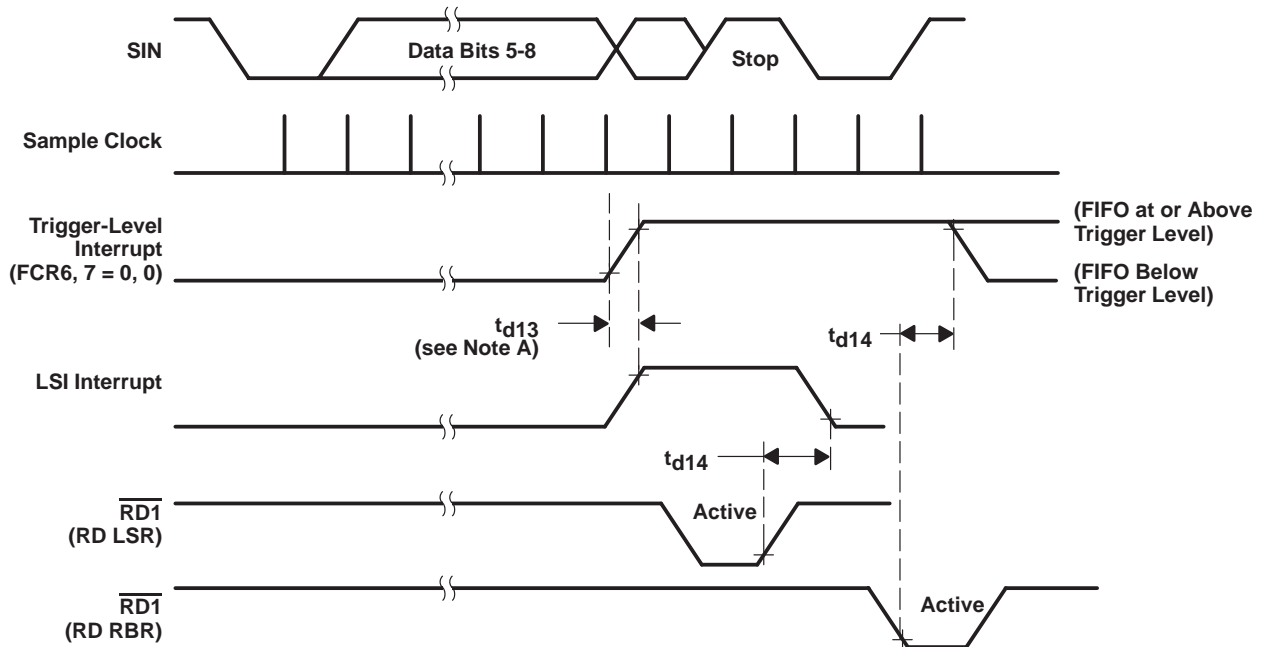 SIN
Data Bits 5-8
Stop
Sample Clock
Trigger-Level
Interrupt
(FCR6, 7 = 0, 0)
(FIFO at or Above
Trigger Level)
(FIFO Below
Trigger Level)
td13
(see Note A)
td14
LSI Interrupt
td14
RD1
(RD LSR)
Active
RD1
(RD RBR)
Active